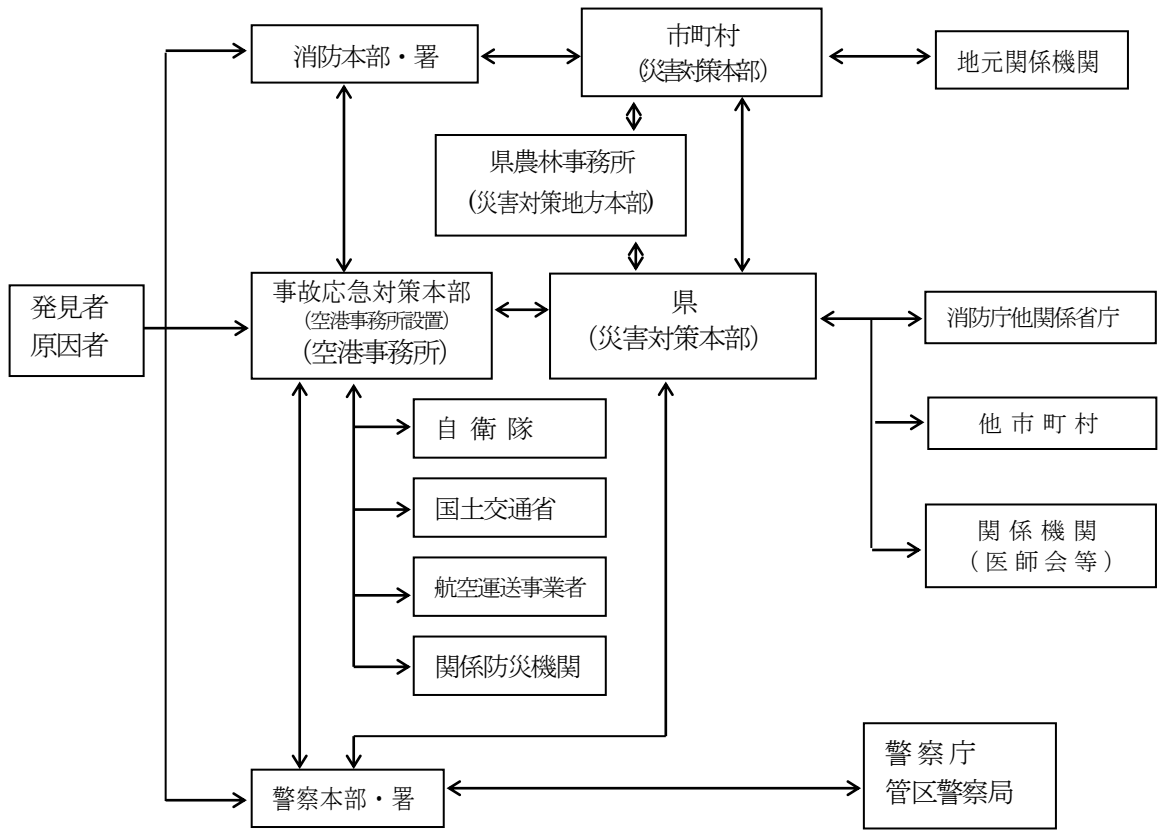 消防本部・署
市町村
(災害対策本部)
地元関係機関
県農林事務所
(災害対策地方本部)
発見者
原因者
事故応急対策本部
(空港事務所設置)
(空港事務所)
県
(災害対策本部)
消防庁他関係省庁
自衛隊
他市町村
国土交通省
関係機関
(医師会等)
航空運送事業者
関係防災機関
警察本部・署
警察庁
管区警察局